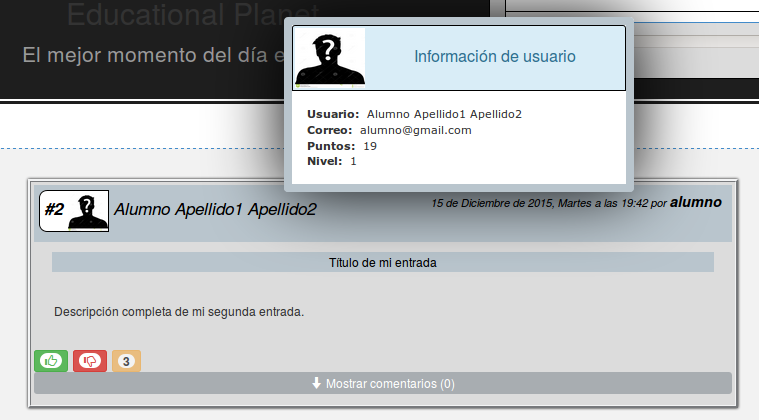 Educational Planet
El mejor momento del día e
Información de usuario
Usuario: Alumno Apellido1 Apellido2
Correo: alumno@gmail.com
Puntos: 19
Nivel: 1
#2 Alumno Apellido1 Apellido2
15 de Diciembre de 2015, Martes a las 19:42 por alumno
Título de mi entrada
Descripción completa de mi segunda entrada.
3
Mostrar comentarios (0)